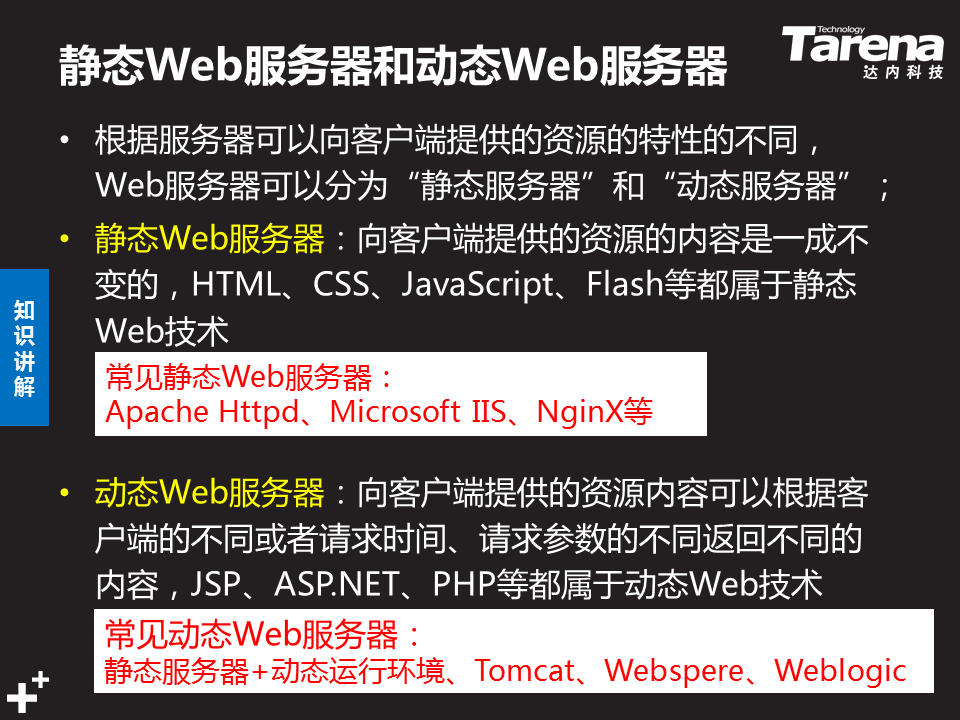 静态Web服务器和动态Web服务器
Technology
Tarena
达内科技
• 根据服务器可以向客户端提供的资源的特性的不同，
Web服务器可以分为“静态服务器”和“动态服务器”；
• 静态Web服务器：向客户端提供的资源的内容是一成不
变的，HTML、CSS、JavaScript、Flash等都属于静态
Web技术
常见静态Web服务器：
Apache Httpd、Microsoft IIS、NginX等
知识讲解
• 动态Web服务器：向客户端提供的资源内容可以根据客
户端的不同或者请求时间、请求参数的不同返回不同的
内容，JSP、ASP.NET、PHP等都属于动态Web技术
常见动态Web服务器：
静态服务器+动态运行环境、Tomcat、Webspere、Weblogic